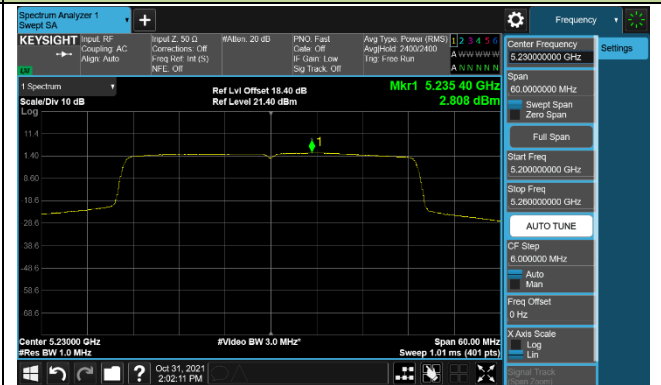 Spectrum Analyzer 1
Swept SA
Frequency
KEYSIGHT
Input: RF
Coupling: AC
Align: Auto
Input Z: 50 Ω
Corrections: Off
Freq Ref: Int (S)
NFE: Off
#Atten: 20 dB
PNO: Fast
Gate: Off
IF Gain: Low
Sig Track: Off
Avg Type: Power (RMS)
Avg|Hold: 2400/2400
Trig: Free Run
1 2 3 4 5 6
A W W W W W
A N N N N N
LXI
1 Spectrum
Scale/Div 10 dB
Log
Ref Lvl Offset 18.40 dB
Ref Level 21.40 dBm
Mkr1 5.235 40 GHz
2.808 dBm
1
11.4
1.40
-8.60
-18.6
-28.6
-38.6
-48.6
-58.6
-68.6
Center 5.23000 GHz
#Res BW 1.0 MHz
#Video BW 3.0 MHz*
Span 60.00 MHz
Sweep 1.01 ms (401 pts)
Oct 31, 2021
2:02:11 PM
Settings
Center Frequency
5.230000000 GHz
Span
60.0000000 MHz
Swept Span
Zero Span
Full Span
Start Freq
5.200000000 GHz
Stop Freq
5.260000000 GHz
AUTO TUNE
CF Step
6.000000 MHz
Auto
Man
Freq Offset
0 Hz
X Axis Scale
Log
Lin
Signal Track
(Span Zoom)